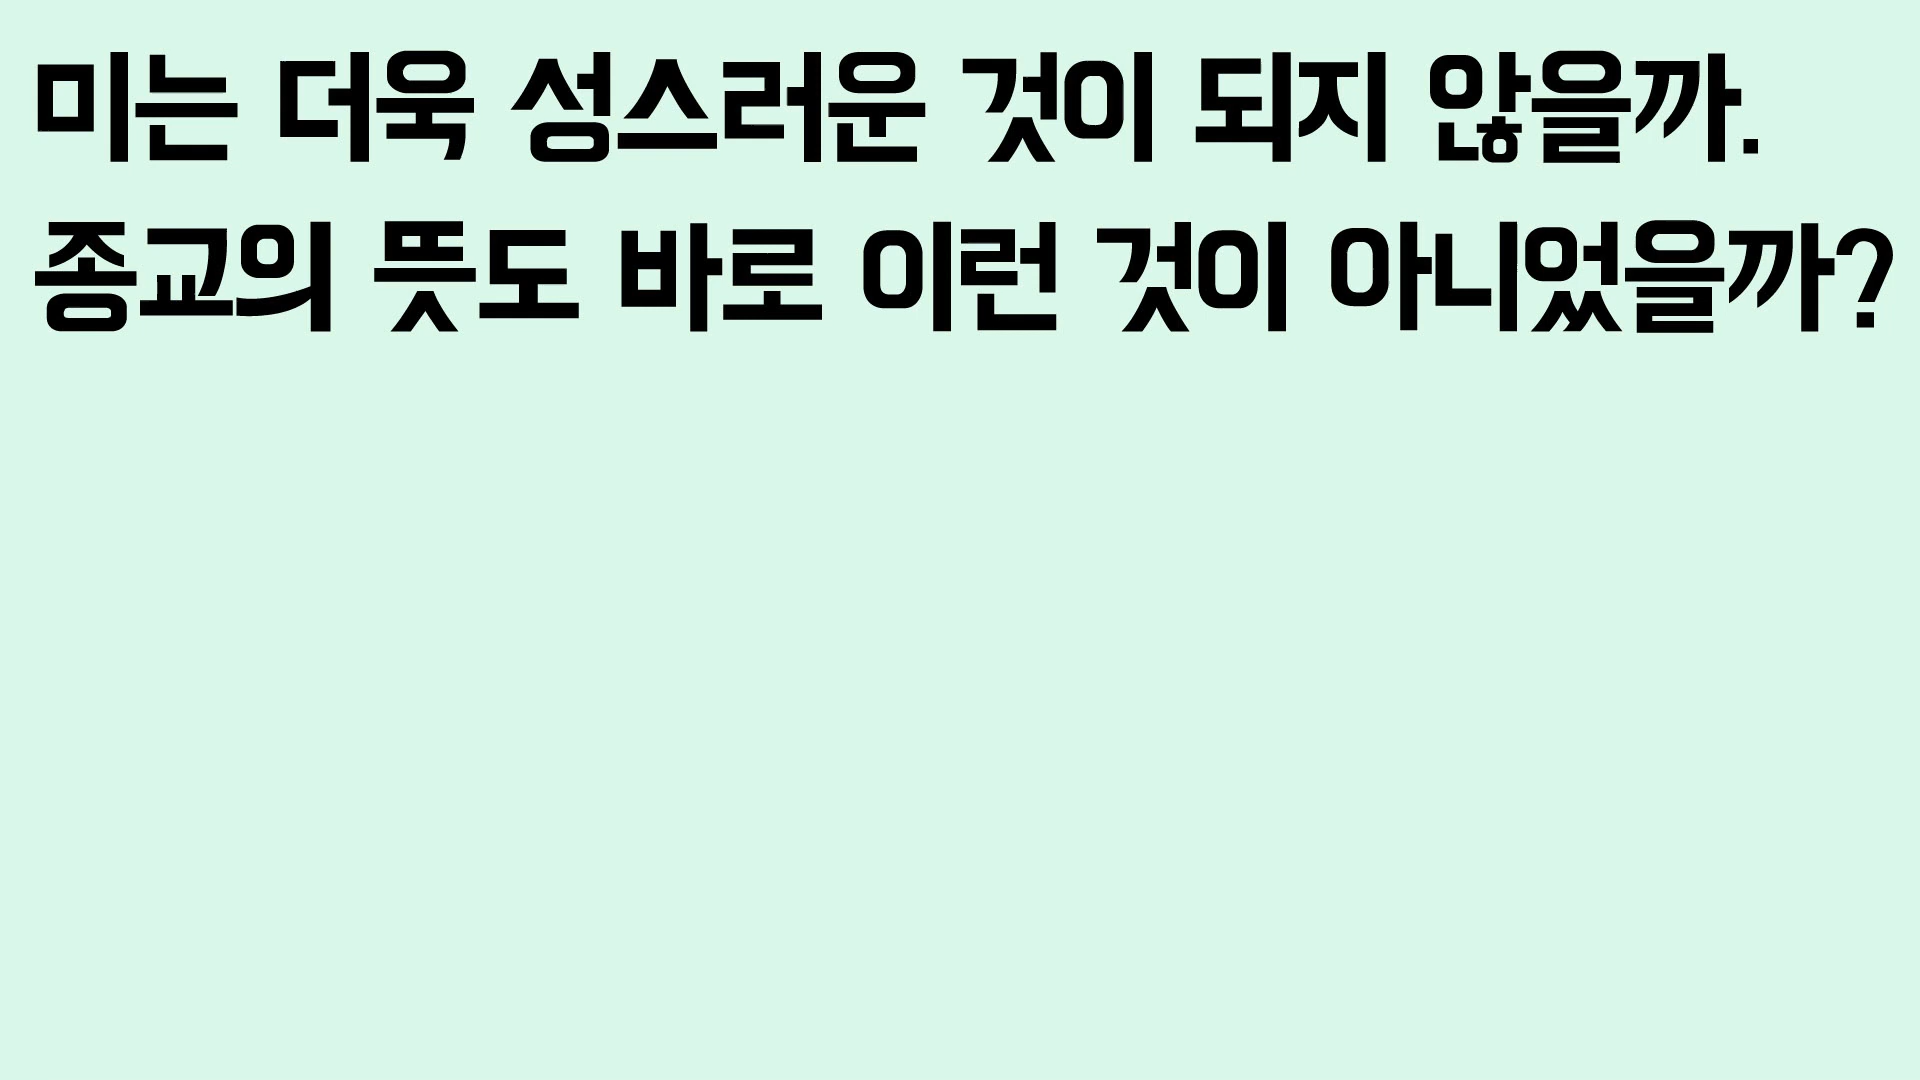 미는 더욱 성스러운 것이 되지 않을까.
종교의 뜻도 바로 이런 것이 아니었을까?